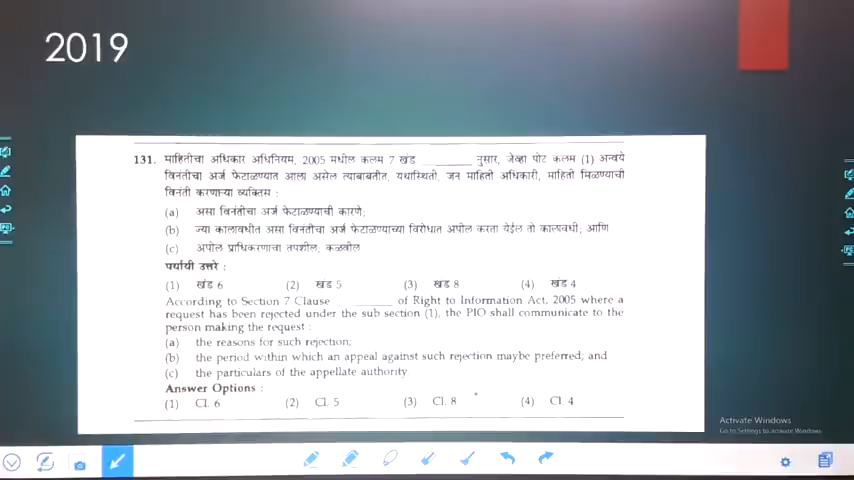 2019
131. माहितीचा अधिकार अधिनियम, 2005 मधील कलम 7 खंड ________ नुसार, जेव्हा पोट कलम (1) अन्वये
विनंतीचा अर्ज फेटाळण्यात आला असेल त्याबाबतीत, यथास्थिती, जन माहिती अधिकारी, माहिती मिळण्याची
विनंती करणाऱ्या व्यक्तिस :
(a) अशा विनंतीचा अर्ज फेटाळण्याची कारणे;
(b) ज्या कालावधीत अशा विनंतीचा अर्ज फेटाळण्याच्या विरोधात अपील करता येईल तो कालावधी; आणि
(c) अपील प्राधिकरणाचा तपशील; कळवील
पर्यायी उत्तरे :
(1) खंड 6 (2) खंड 5 (3) खंड 8 (4) खंड 4
According to Section 7 Clause ________ of Right to Information Act, 2005 where a
request has been rejected under the sub section (1), the PIO shall communicate to the
person making the request :
(a) the reasons for such rejection;
(b) the period within which an appeal against such rejection maybe preferred; and
(c) the particulars of the appellate authority
Answer Options :
(1) Cl. 6 (2) Cl. 5 (3) Cl. 8 (4) Cl. 4
Activate Windows
Go to Settings to activate Windows.